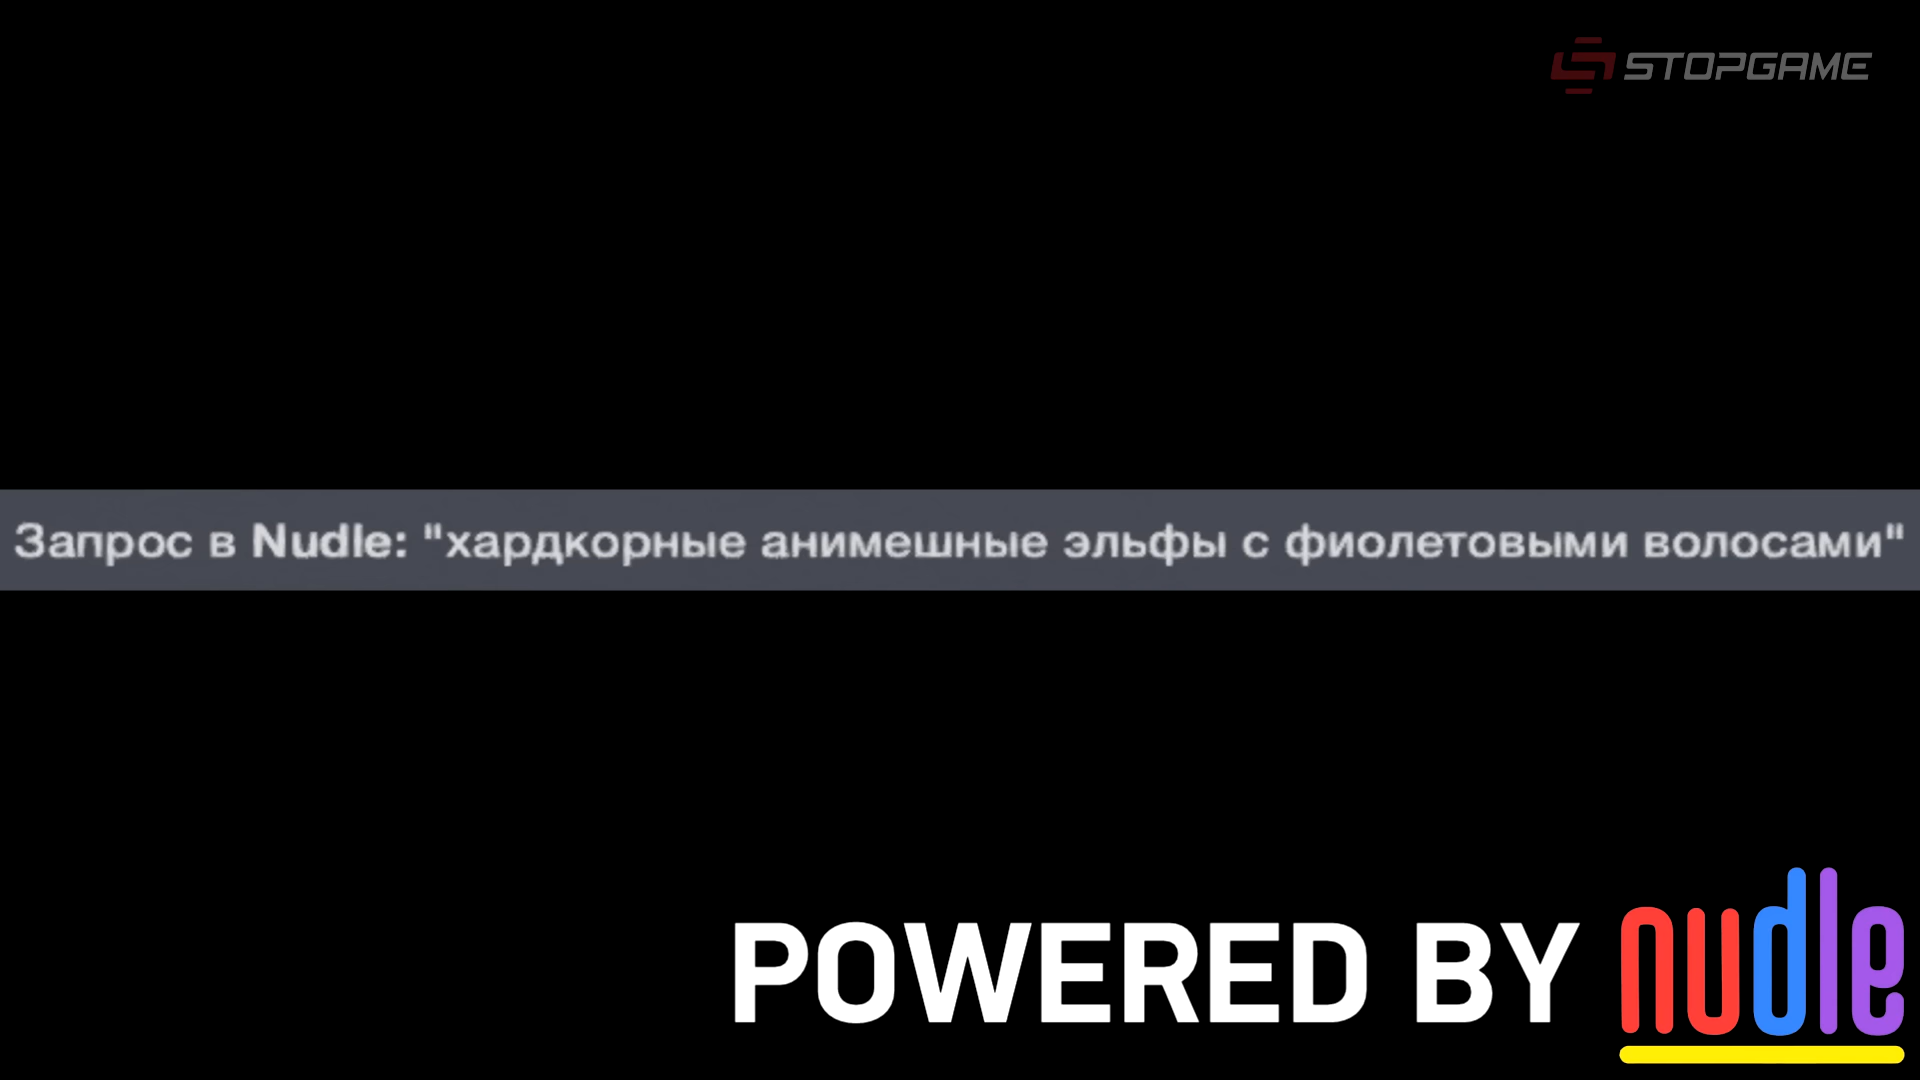 STOPGAME
Запрос в Nudle: "хардкорные анимешные эльфы с фиолетовыми волосами"
POWERED BY nudle